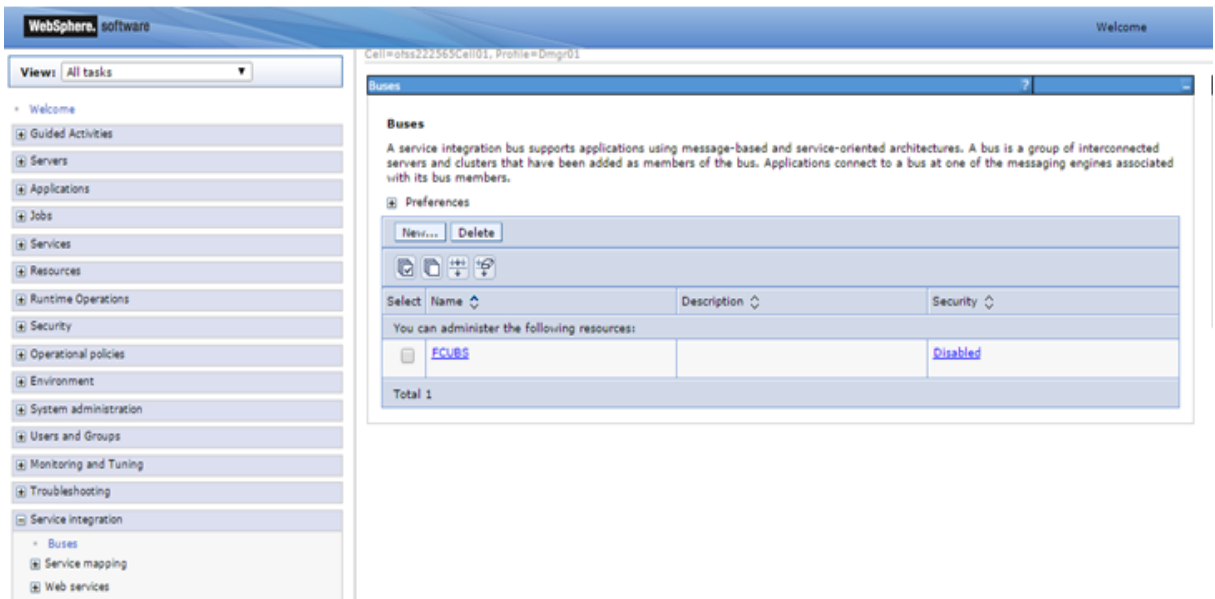 WebSphere. software
Welcome
View: All tasks
Cell=ofss222565Cell01, Profile=Dmgr01
Welcome
Guided Activities
Servers
Applications
Jobs
Services
Resources
Runtime Operations
Security
Operational policies
Environment
System administration
Users and Groups
Monitoring and Tuning
Troubleshooting
Service integration
Buses
Service mapping
Web services
Buses ?
Buses
A service integration bus supports applications using message-based and service-oriented architectures. A bus is a group of interconnected
servers and clusters that have been added as members of the bus. Applications connect to a bus at one of the messaging engines associated
with its bus members.
Preferences
New... Delete
Select Name Description Security
You can administer the following resources:
FCUBS Disabled
Total 1